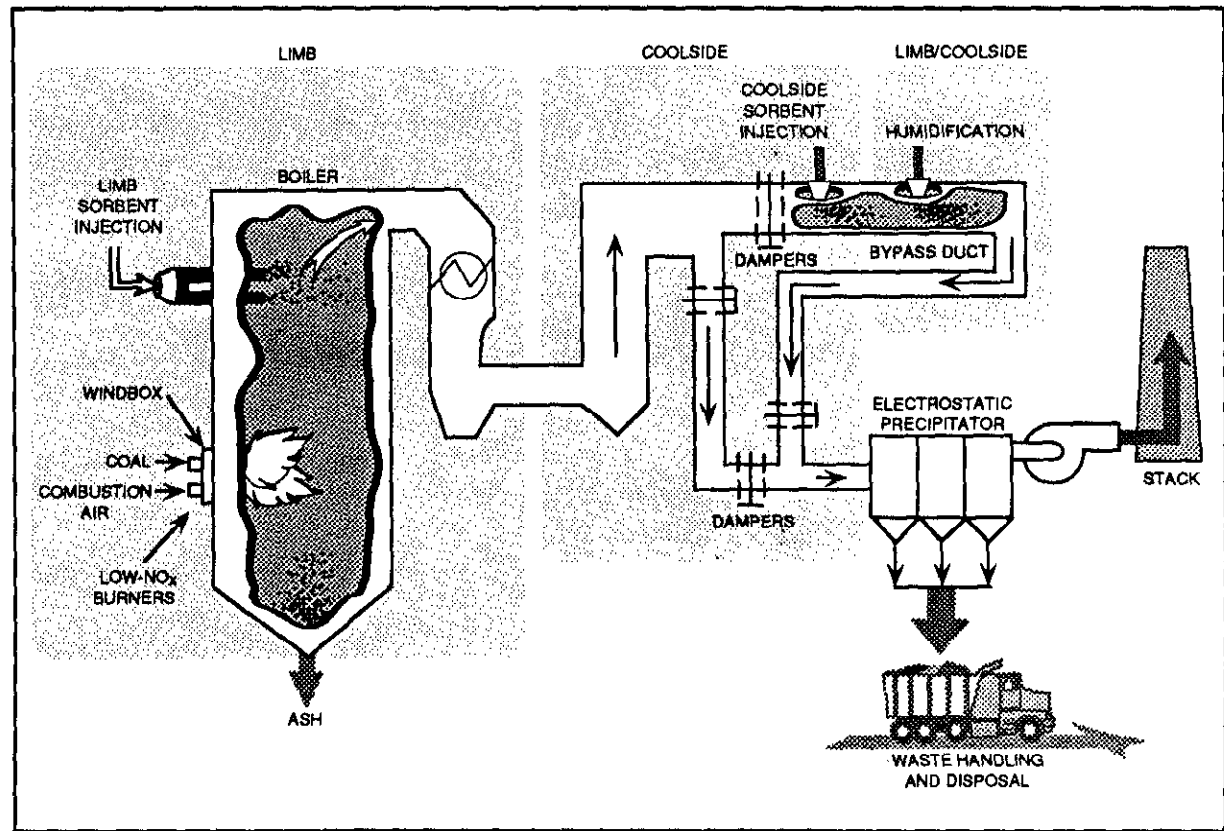 LIMB
COOLSIDE
LIMB/COOLSIDE
COOLSIDE
SORBENT
INJECTION
HUMIDIFICATION
BOILER
LIMB
SORBENT
INJECTION
DAMPERS
BYPASS DUCT
WINDBOX
COAL
COMBUSTION
AIR
LOW-NOx
BURNERS
ELECTROSTATIC
PRECIPITATOR
STACK
DAMPERS
ASH
WASTE HANDLING
AND DISPOSAL